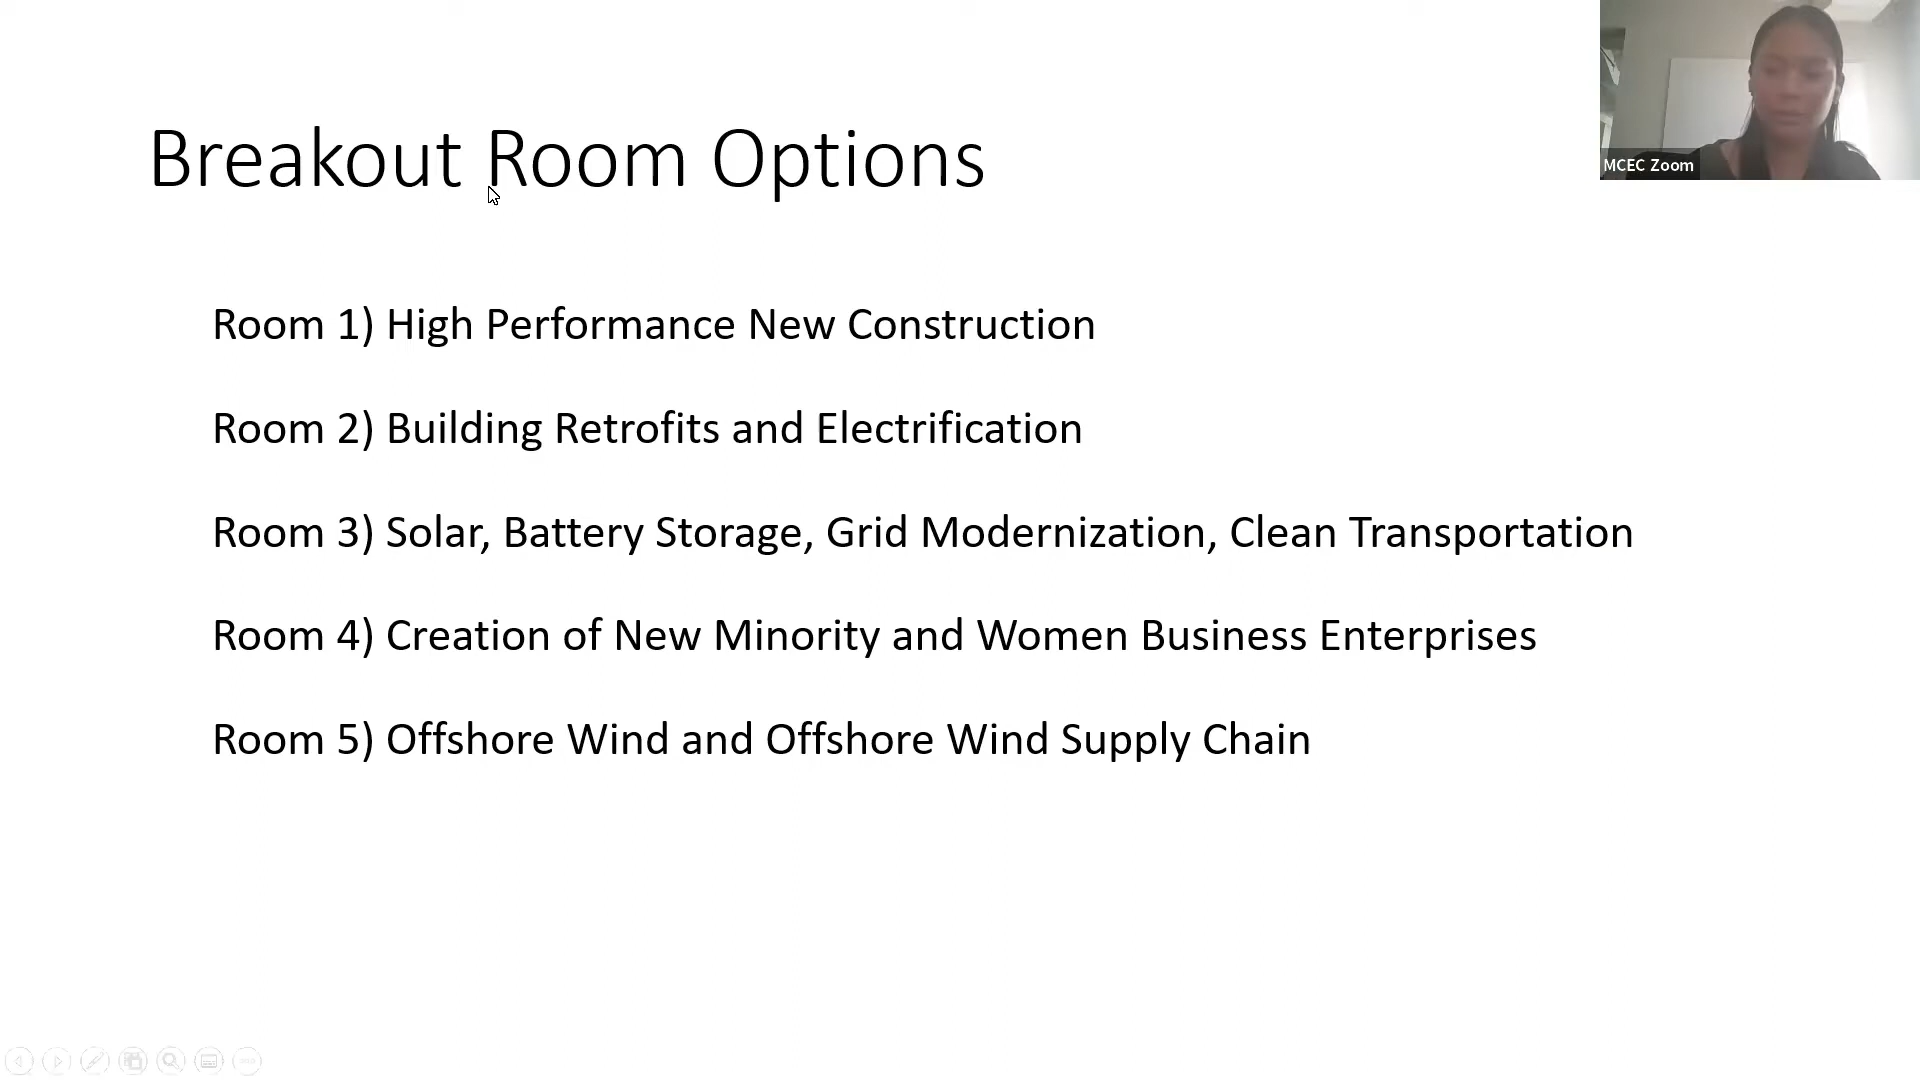 Breakout Room Options
MCEC Zoom
Room 1) High Performance New Construction
Room 2) Building Retrofits and Electrification
Room 3) Solar, Battery Storage, Grid Modernization, Clean Transportation
Room 4) Creation of New Minority and Women Business Enterprises
Room 5) Offshore Wind and Offshore Wind Supply Chain